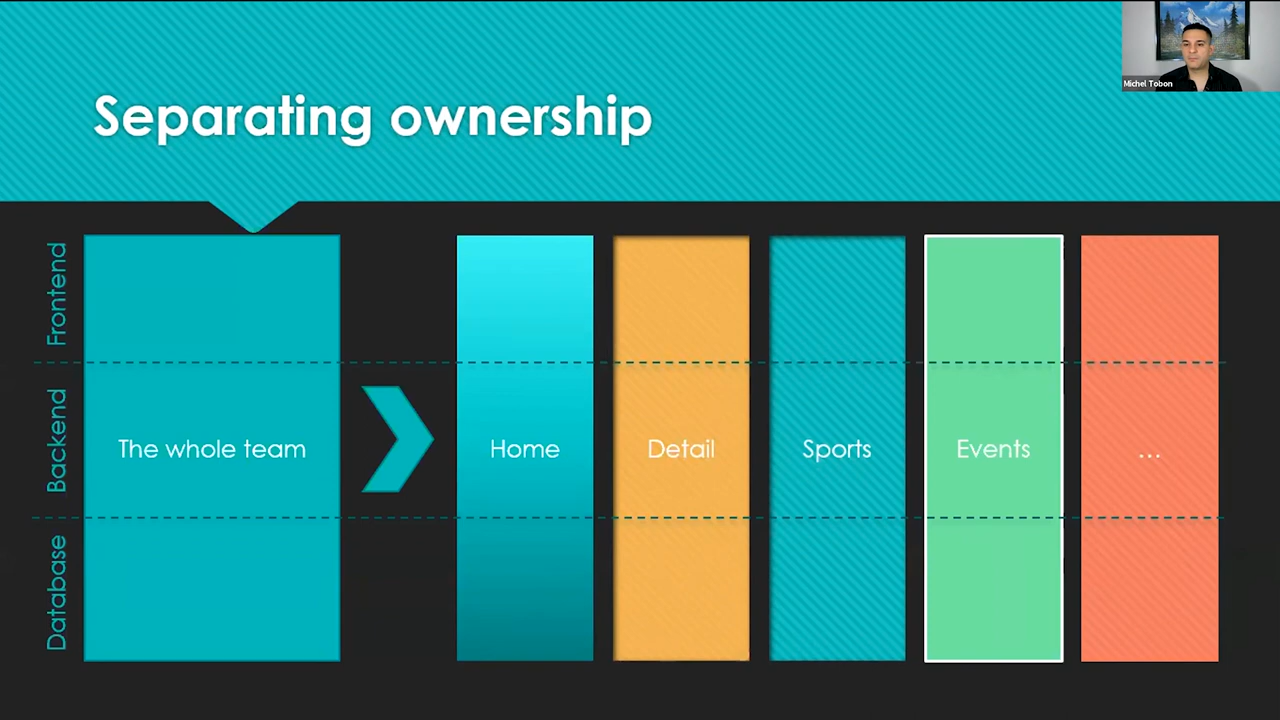 Michel Tobon
Separating ownership
Frontend
Backend
Database
The whole team
Home
Detail
Sports
Events
...